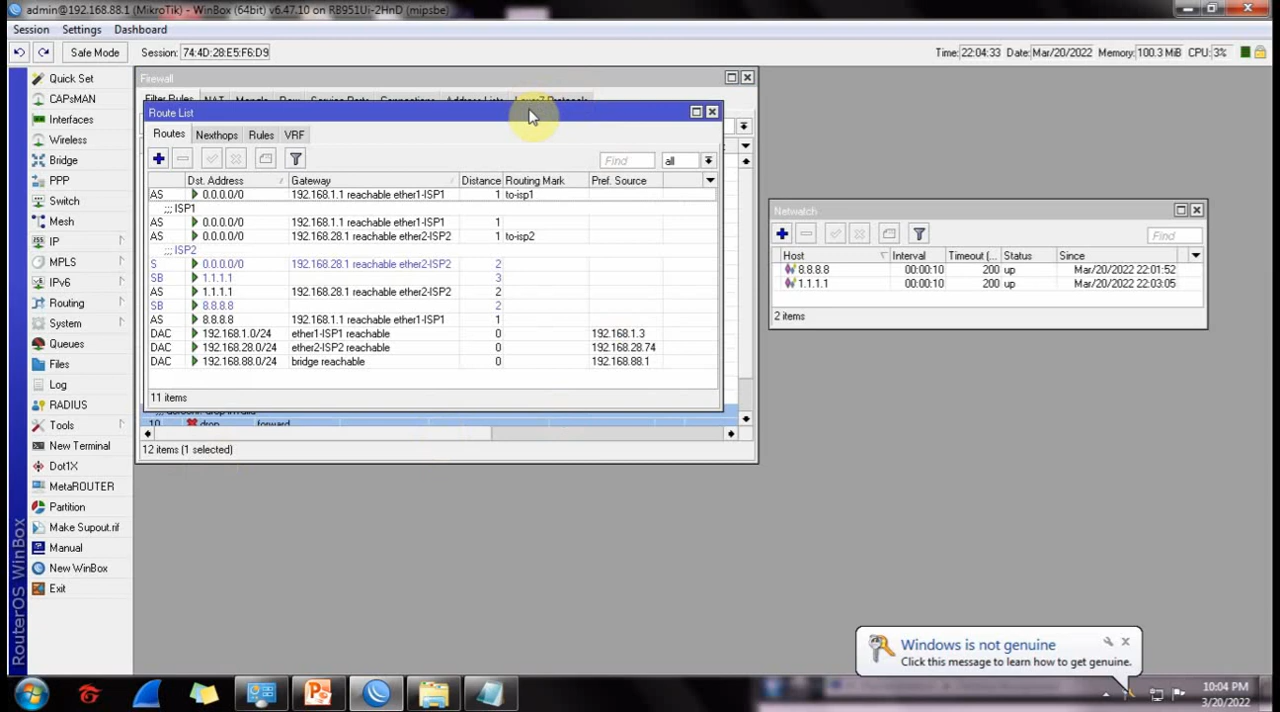 admin@192.168.88.1 (MikroTik) - WinBox (64bit) v6.47.10 on RB951Ui-2HnD (mipsbe)
Session Settings Dashboard
Safe Mode Session: 74:4D:28:E5:F6:D9 Time: 22:04:33 Date: Mar/20/2022 Memory: 100.3 MiB CPU: 3%
Quick Set
CAPsMAN
Interfaces
Wireless
Bridge
PPP
Switch
Mesh
IP
MPLS
IPv6
Routing
System
Queues
Files
Log
RADIUS
Tools
New Terminal
Dot1X
MetaROUTER
Partition
Make Supout.rif
Manual
New WinBox
Exit
RouterOS WinBox
Firewall
Filter Rules NAT Mangle Raw Service Ports Connections Address Lists Layer7 Protocols
Route List
Routes Nexthops Rules VRF
Find all
Dst. Address Gateway Distance Routing Mark Pref. Source
AS 0.0.0.0/0 192.168.1.1 reachable ether1-ISP1 1 to-isp1
;;; ISP1
AS 0.0.0.0/0 192.168.1.1 reachable ether1-ISP1 1
AS 0.0.0.0/0 192.168.28.1 reachable ether2-ISP2 1 to-isp2
;;; ISP2
S 0.0.0.0/0 192.168.28.1 reachable ether2-ISP2 2
SB 1.1.1.1 3
AS 1.1.1.1 192.168.28.1 reachable ether2-ISP2 2
SB 8.8.8.8 2
AS 8.8.8.8 192.168.1.1 reachable ether1-ISP1 1
DAC 192.168.1.0/24 ether1-ISP1 reachable 0 192.168.1.3
DAC 192.168.28.0/24 ether2-ISP2 reachable 0 192.168.28.74
DAC 192.168.88.0/24 bridge reachable 0 192.168.88.1
11 items
10 drop forward
12 items (1 selected)
Netwatch
Find
Host Interval Timeout (... Status Since
8.8.8.8 00:00:10 200 up Mar/20/2022 22:01:52
1.1.1.1 00:00:10 200 up Mar/20/2022 22:03:05
2 items
Windows is not genuine
Click this message to learn how to get genuine.
10:04 PM
3/20/2022